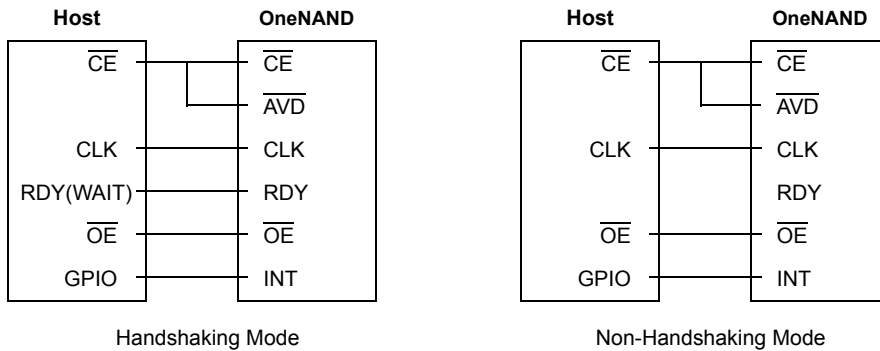 Host OneNAND
CE CE
AVD
CLK CLK
RDY(WAIT) RDY
OE OE
GPIO INT
Handshaking Mode
Host OneNAND
CE CE
AVD
CLK CLK
RDY
OE OE
GPIO INT
Non-Handshaking Mode